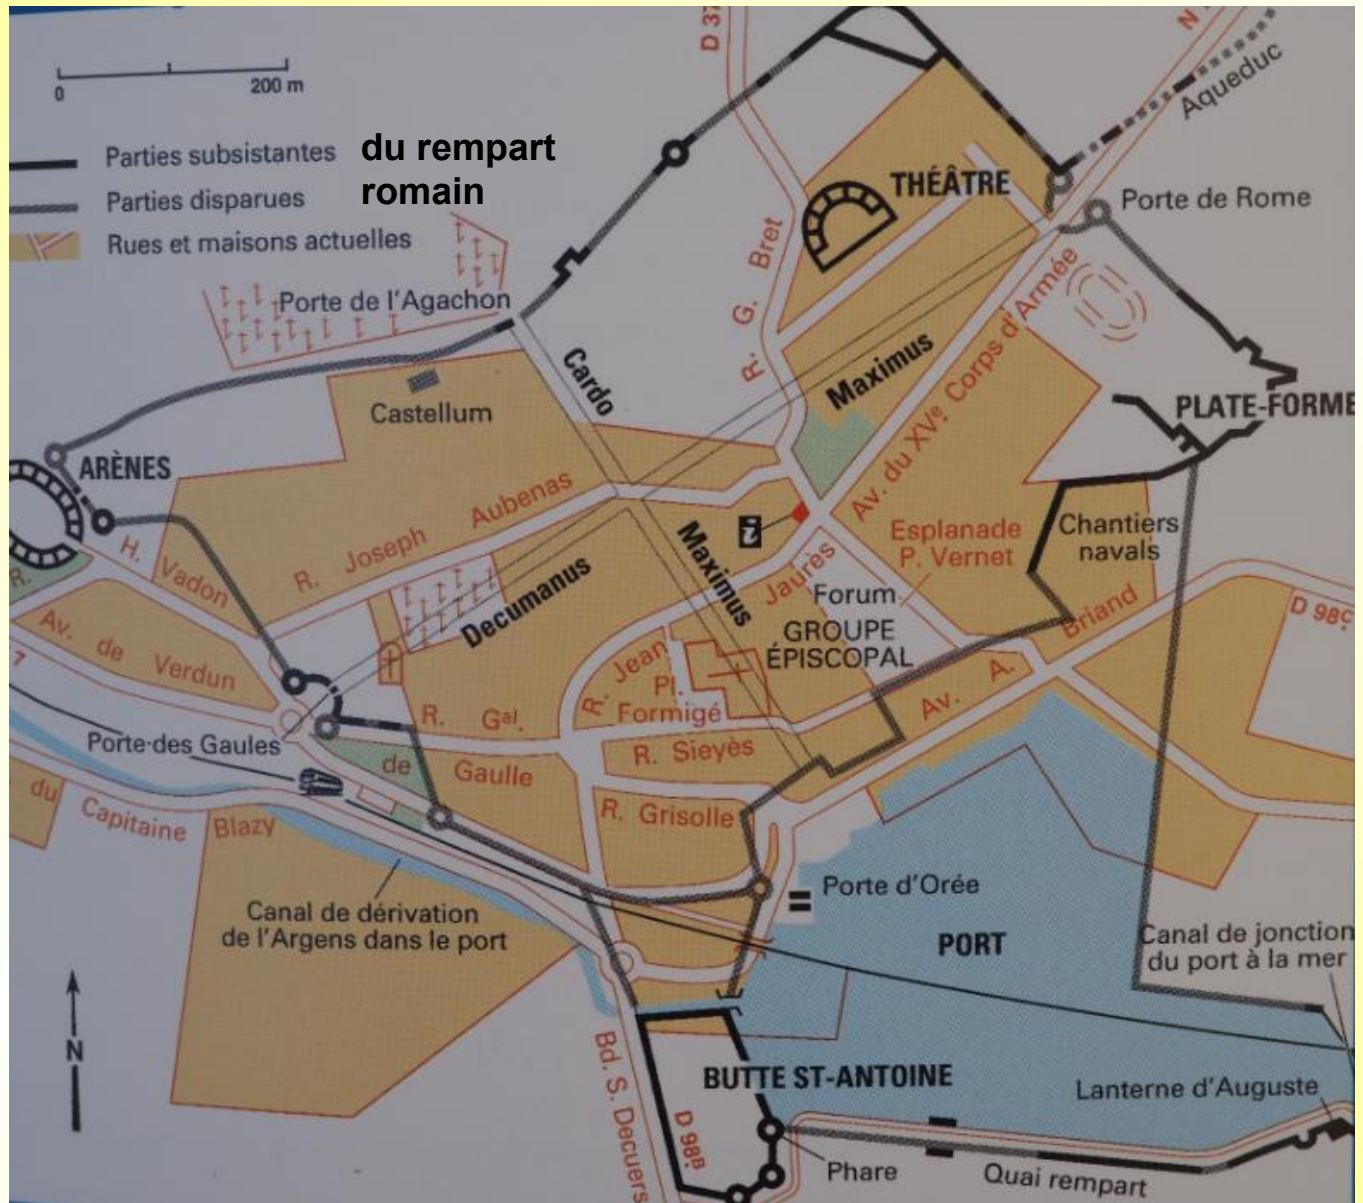 D 37
N
0
200 m
Aqueduc
Parties subsistantes du rempart
romain
Parties disparues
Rues et maisons actuelles
THÉÂTRE
Porte de Rome
R. G. Bret
Porte de l'Agachon
Cardo
Maximus
Av. du XVe Corps d'Armée
Castellum
PLATE-FORME
ARÈNES
R. Joseph Aubenas
H. Vadon
R.
i
Maximus
Esplanade
P. Vernet
Chantiers
navals
Decumanus
Jaurès
Forum
GROUPE
ÉPISCOPAL
Briand
D 98C
Av. de Verdun
7
R. Jean
Pl.
Formigé
Av. A.
R. Gal.
de Gaulle
Porte des Gaules
R. Sieyès
du Capitaine Blazy
R. Grisolle
Porte d'Orée
Canal de dérivation
de l'Argens dans le port
PORT
Canal de jonction
du port à la mer
N
Bd. S. Decuers
BUTTE ST-ANTOINE
Lanterne d'Auguste
D 98B
Phare
Quai rempart